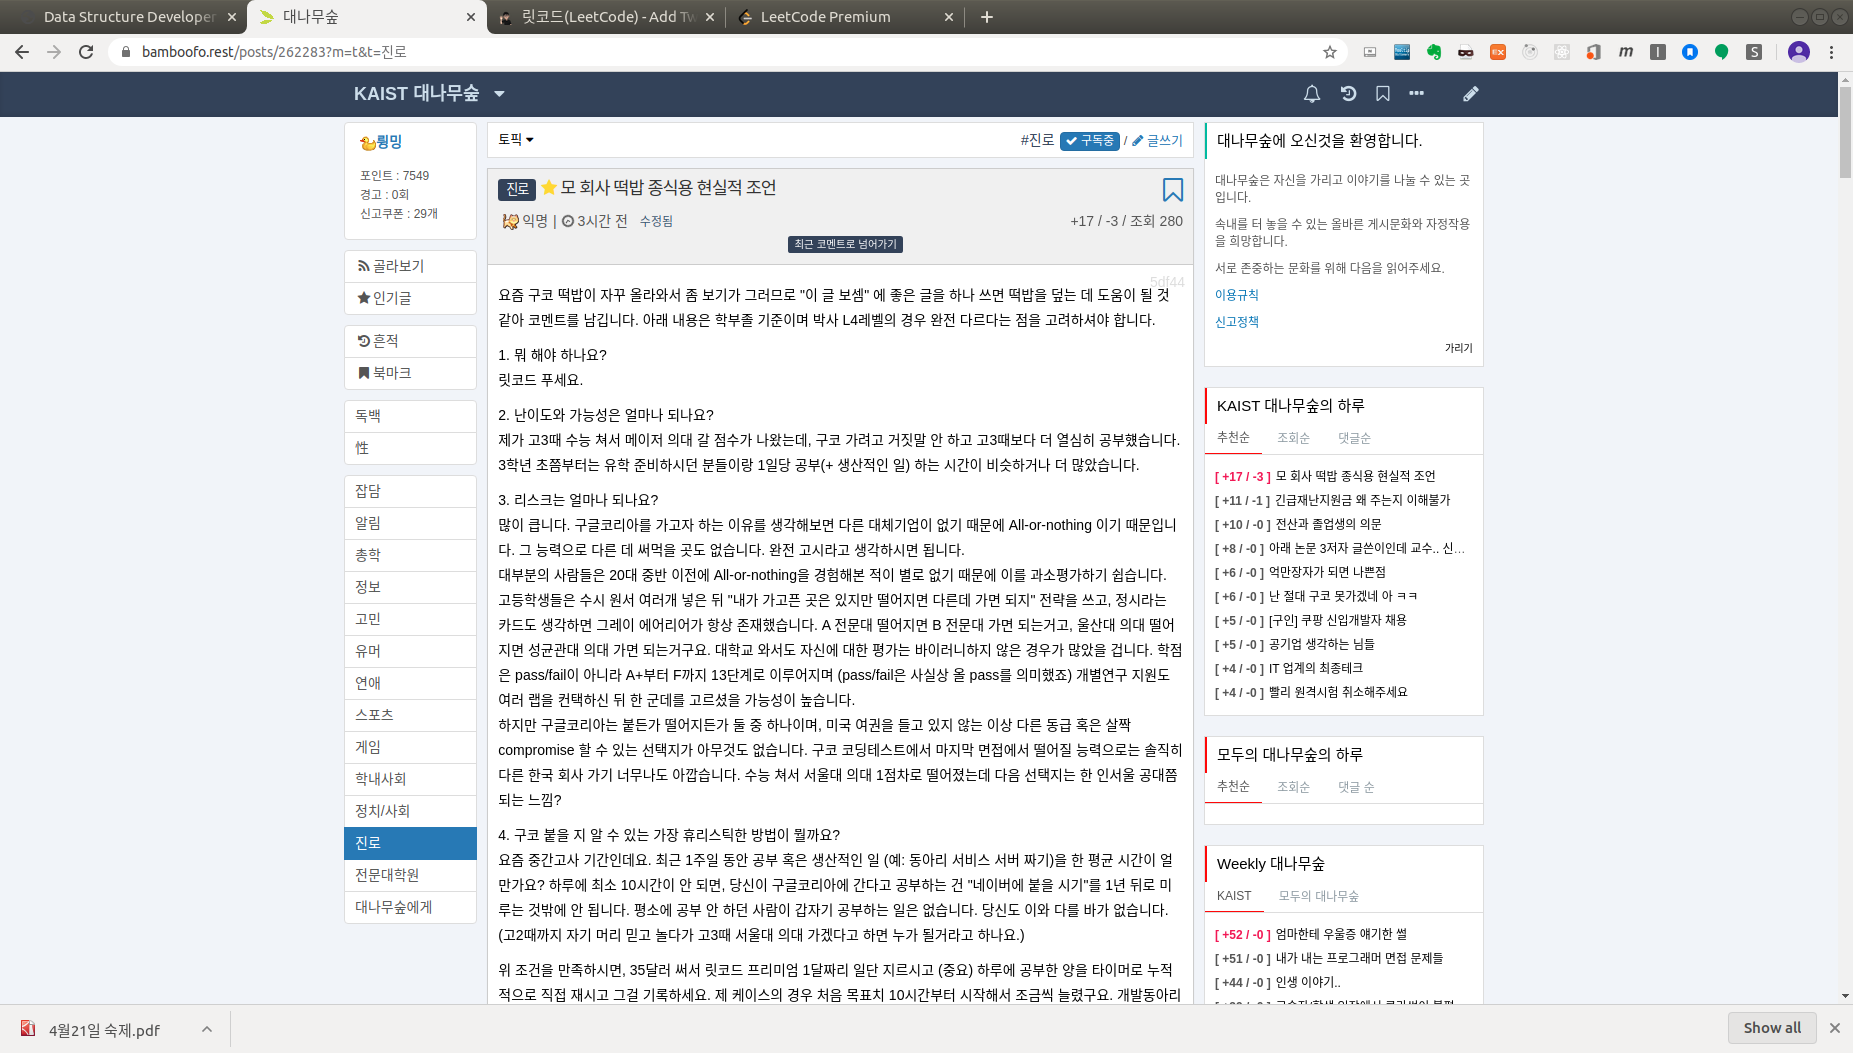 Data Structure Developer
대나무숲
릿코드(LeetCode) - Add Tw
LeetCode Premium
bamboofo.rest/posts/262283?m=t&t=진로
KAIST 대나무숲
뤙밍
포인트 : 7549
경고 : 0회
신고쿠폰 : 29개
골라보기
인기글
흔적
북마크
독백
性
잡담
알림
총학
정보
고민
유머
연애
스포츠
게임
학내사회
정치/사회
진로
전문대학원
대나무숲에게
토픽
#진로 구독중 / 글쓰기
진로 모 회사 떡밥 종식용 현실적 조언
익명 | 3시간 전 수정됨
+17 / -3 / 조회 280
최근 코멘트로 넘어가기
5df44
요즘 구코 떡밥이 자꾸 올라와서 좀 보기가 그러므로 "이 글 보셈" 에 좋은 글을 하나 쓰면 떡밥을 덮는 데 도움이 될 것
같아 코멘트를 남깁니다. 아래 내용은 학부졸 기준이며 박사 L4레벨의 경우 완전 다르다는 점을 고려하셔야 합니다.
1. 뭐 해야 하나요?
릿코드 푸세요.
2. 난이도와 가능성은 얼마나 되나요?
제가 고3때 수능 쳐서 메이저 의대 갈 점수가 나왔는데, 구코 가려고 거짓말 안 하고 고3때보다 더 열심히 공부했습니다.
3학년 초쯤부터는 유학 준비하시던 분들이랑 1일당 공부(+ 생산적인 일) 하는 시간이 비슷하거나 더 많았습니다.
3. 리스크는 얼마나 되나요?
많이 큽니다. 구글코리아를 가고자 하는 이유를 생각해보면 다른 대체기업이 없기 때문에 All-or-nothing 이기 때문입니
다. 그 능력으로 다른 데 써먹을 곳도 없습니다. 완전 고시라고 생각하시면 됩니다.
대부분의 사람들은 20대 중반 이전에 All-or-nothing을 경험해본 적이 별로 없기 때문에 이를 과소평가하기 쉽습니다.
고등학생들은 수시 원서 여러개 넣은 뒤 "내가 가고픈 곳은 있지만 떨어지면 다른데 가면 되지" 전략을 쓰고, 정시라는
카드도 생각하면 그레이 에어리어가 항상 존재했습니다. A 전문대 떨어지면 B 전문대 가면 되는거고, 울산대 의대 떨어
지면 성균관대 의대 가면 되는거구요. 대학교 와서도 자신에 대한 평가는 바이러니하지 않은 경우가 많았을 겁니다. 학점
은 pass/fail이 아니라 A+부터 F까지 13단계로 이루어지며 (pass/fail은 사실상 올 pass를 의미했죠) 개별연구 지원도
여러 랩을 컨택하신 뒤 한 군데를 고르셨을 가능성이 높습니다.
하지만 구글코리아는 붙든가 떨어지든가 둘 중 하나이며, 미국 여권을 들고 있지 않는 이상 다른 동급 혹은 살짝
compromise 할 수 있는 선택지가 아무것도 없습니다. 구코 코딩테스트에서 마지막 면접에서 떨어질 능력으로는 솔직히
다른 한국 회사 가기 너무나도 아깝습니다. 수능 쳐서 서울대 의대 1점차로 떨어졌는데 다음 선택지는 한 인서울 공대쯤
되는 느낌?
4. 구코 붙을 지 알 수 있는 가장 휴리스틱한 방법이 뭘까요?
요즘 중간고사 기간인데요. 최근 1주일 동안 공부 혹은 생산적인 일 (예: 동아리 서비스 서버 짜기)을 한 평균 시간이 얼
만가요? 하루에 최소 10시간이 안 되면, 당신이 구글코리아에 간다고 공부하는 건 "네이버에 붙을 시기"를 1년 뒤로 미
루는 것밖에 안 됩니다. 평소에 공부 안 하던 사람이 갑자기 공부하는 일은 없습니다. 당신도 이와 다를 바가 없습니다.
(고2때까지 자기 머리 믿고 놀다가 고3때 서울대 의대 가겠다고 하면 누가 될거라고 하나요.)
위 조건을 만족하시면, 35달러 써서 릿코드 프리미엄 1달짜리 일단 지르시고 (중요) 하루에 공부한 양을 타이머로 누적
적으로 직접 재시고 그걸 기록하세요. 제 케이스의 경우 처음 목표치 10시간부터 시작해서 조금씩 늘렸구요. 개발동아리
대나무숲에 오신것을 환영합니다.
대나무숲은 자신을 가리고 이야기를 나눌 수 있는 곳
입니다.
속내를 터 놓을 수 있는 올바른 게시문화와 자정작용
을 희망합니다.
서로 존중하는 문화를 위해 다음을 읽어주세요.
이용규칙
신고정책
가리기
KAIST 대나무숲의 하루
추천순 조회순 댓글순
[ +17 / -3 ] 모 회사 떡밥 종식용 현실적 조언
[ +11 / -1 ] 긴급재난지원금 왜 주는지 이해불가
[ +10 / -0 ] 전산과 졸업생의 의문
[ +8 / -0 ] 아래 논문 3저자 글쓴이인데 교수.. 신...
[ +6 / -0 ] 억만장자가 되면 나쁜점
[ +6 / -0 ] 난 절대 구코 못가겠네 아 ㅋㅋ
[ +5 / -0 ] [구인] 쿠팡 신입개발자 채용
[ +5 / -0 ] 공기업 생각하는 님들
[ +4 / -0 ] IT 업계의 최종테크
[ +4 / -0 ] 빨리 원격시험 취소해주세요
모두의 대나무숲의 하루
추천순 조회순 댓글 순
Weekly 대나무숲
KAIST 모두의 대나무숲
[ +52 / -0 ] 엄마한테 우울증 얘기한 썰
[ +51 / -0 ] 내가 내는 프로그래머 면접 문제들
[ +44 / -0 ] 인생 이야기..
4월21일 숙제.pdf
Show all